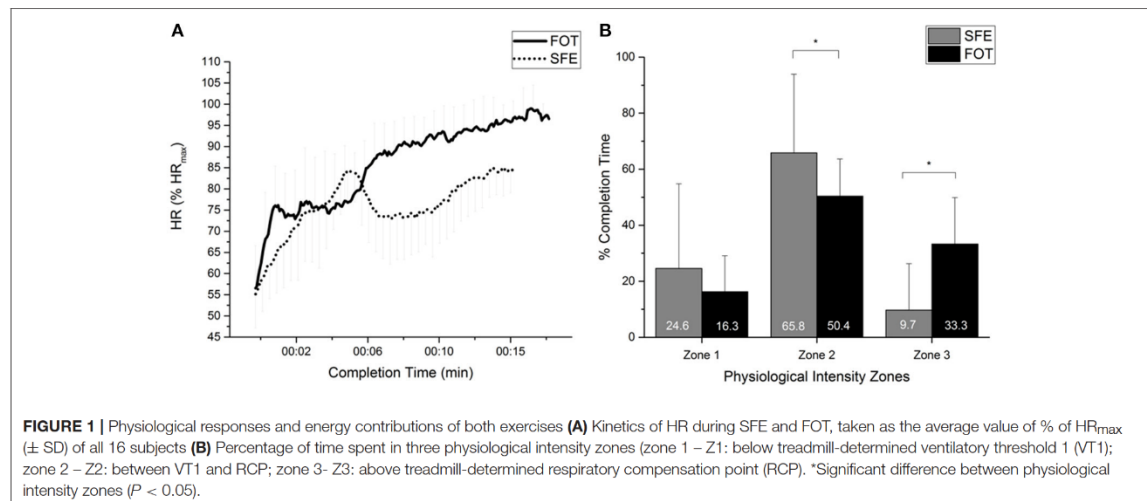 A
FOT
SFE
110
105
100
95
90
85
80
75
70
65
60
55
50
45
HR (% HRmax)
00:02
00:06
00:10
00:15
Completion Time (min)
B
SFE
FOT
*
*
100
80
60
40
20
0
% Completion Time
24.6
16.3
65.8
50.4
9.7
33.3
Zone 1
Zone 2
Zone 3
Physiological Intensity Zones
FIGURE 1 | Physiological responses and energy contributions of both exercises (A) Kinetics of HR during SFE and FOT, taken as the average value of % of HRmax
(± SD) of all 16 subjects (B) Percentage of time spent in three physiological intensity zones (zone 1 – Z1: below treadmill-determined ventilatory threshold 1 (VT1);
zone 2 – Z2: between VT1 and RCP; zone 3- Z3: above treadmill-determined respiratory compensation point (RCP). *Significant difference between physiological
intensity zones (P < 0.05).